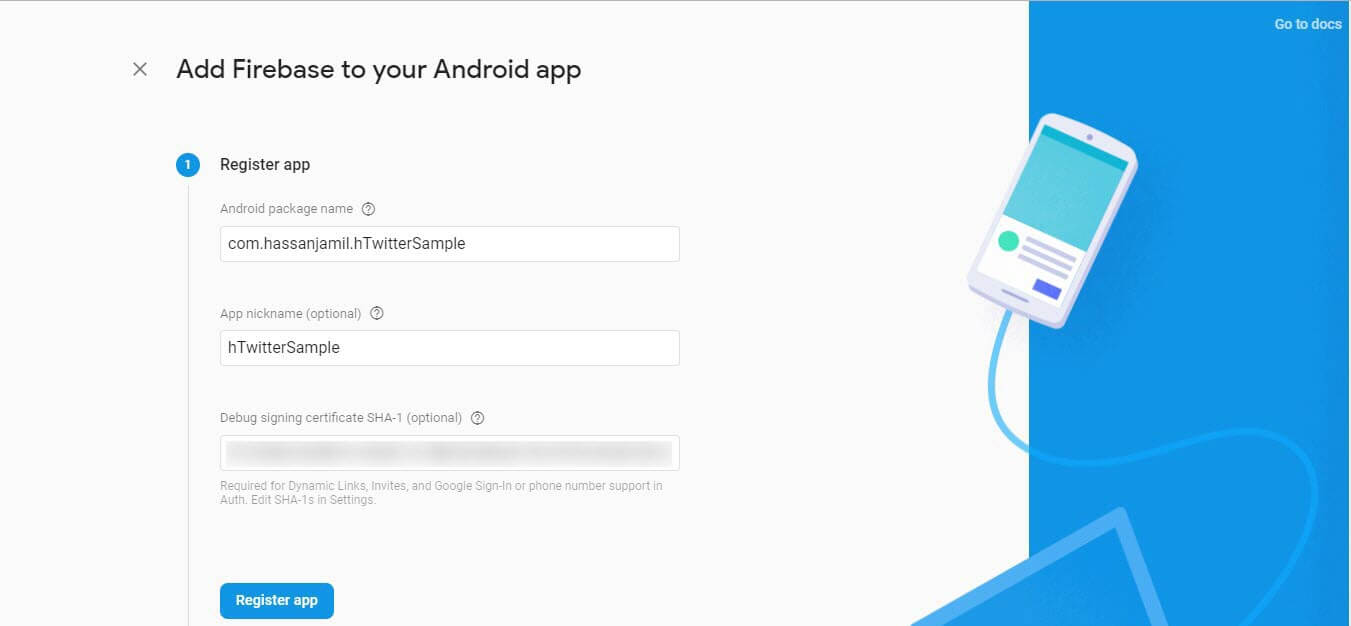 Go to docs
Add Firebase to your Android app
1 Register app
Android package name ?
com.hassanjamil.hTwitterSample
App nickname (optional) ?
hTwitterSample
Debug signing certificate SHA-1 (optional) ?
Required for Dynamic Links, Invites, and Google Sign-In or phone number support in
Auth. Edit SHA-1s in Settings.
Register app